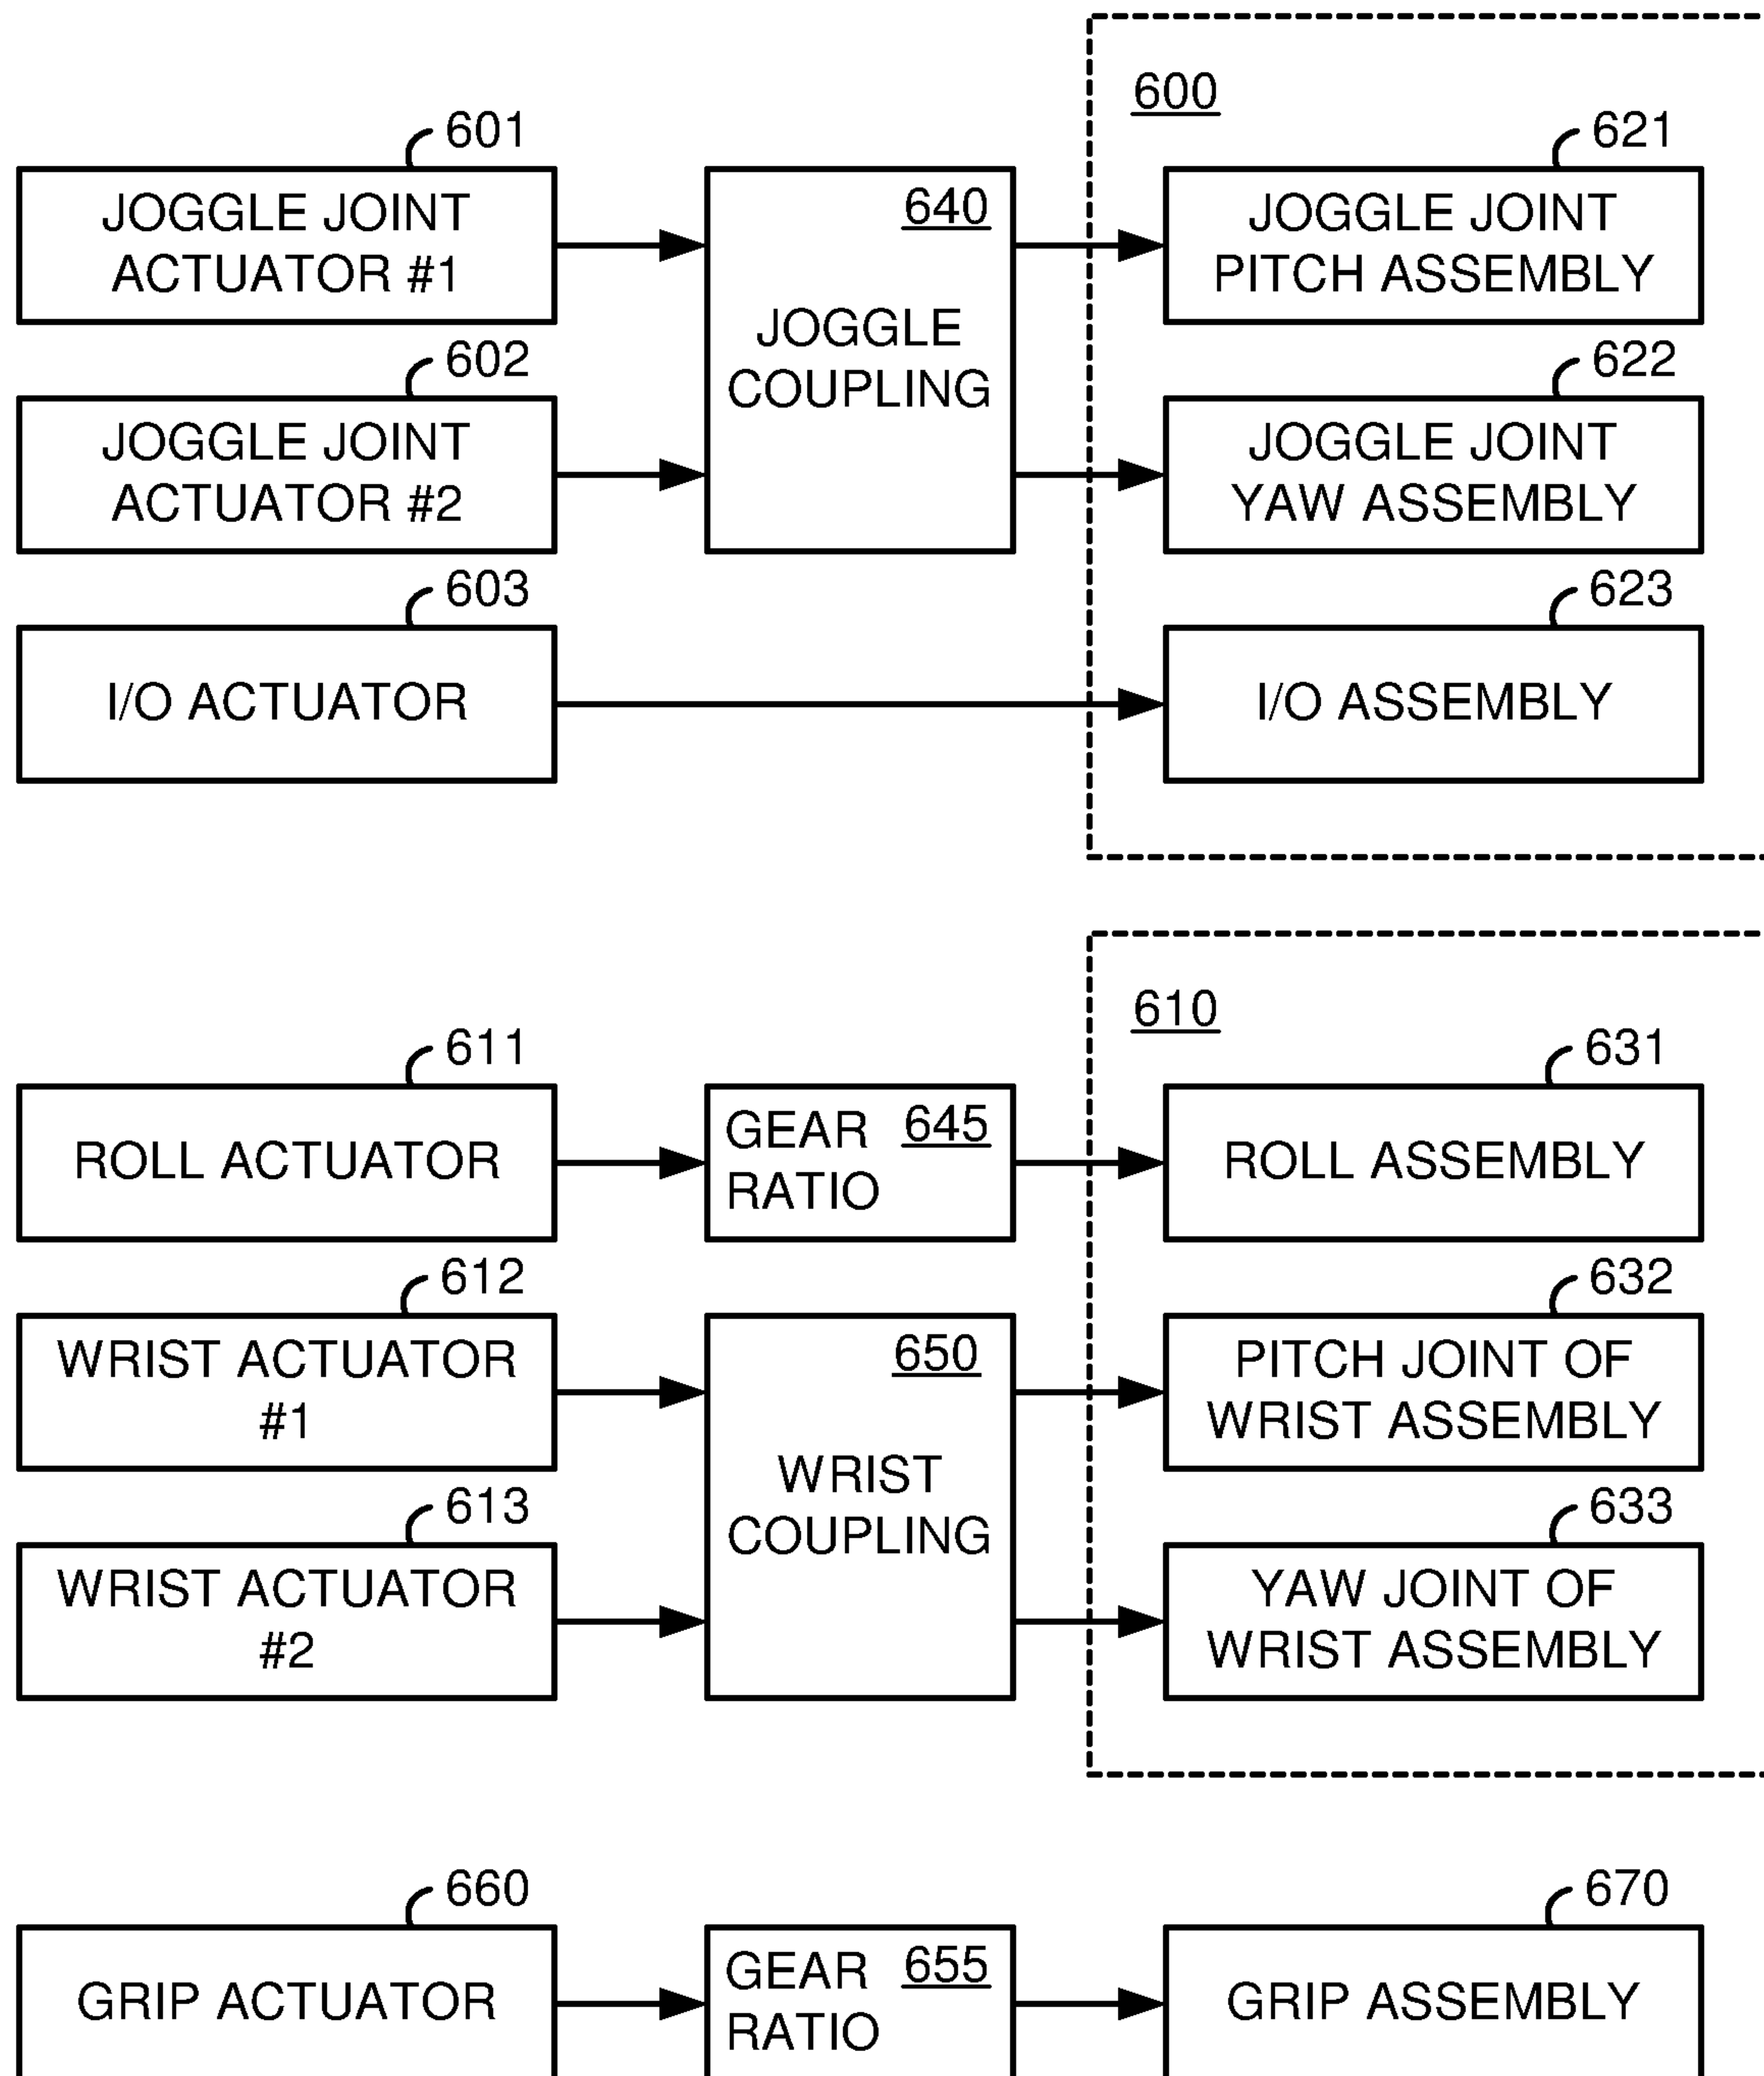 600
601
621
JOGGLE JOINT
ACTUATOR #1
640
JOGGLE
COUPLING
JOGGLE JOINT
PITCH ASSEMBLY
602
622
JOGGLE JOINT
ACTUATOR #2
JOGGLE JOINT
YAW ASSEMBLY
603
623
I/O ACTUATOR
I/O ASSEMBLY
610
611
631
ROLL ACTUATOR
GEAR 645
RATIO
ROLL ASSEMBLY
612
632
WRIST ACTUATOR
#1
650
WRIST
COUPLING
PITCH JOINT OF
WRIST ASSEMBLY
613
633
WRIST ACTUATOR
#2
YAW JOINT OF
WRIST ASSEMBLY
660
670
GRIP ACTUATOR
GEAR 655
RATIO
GRIP ASSEMBLY